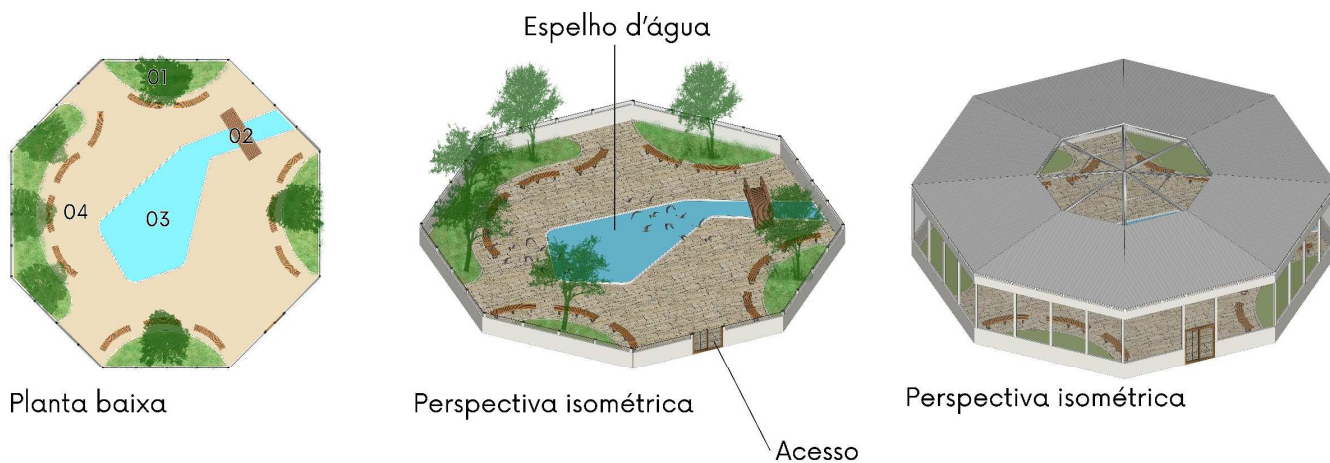 Espelho d'água
01
02
03
04
Planta baixa
Perspectiva isométrica
Perspectiva isométrica
Acesso